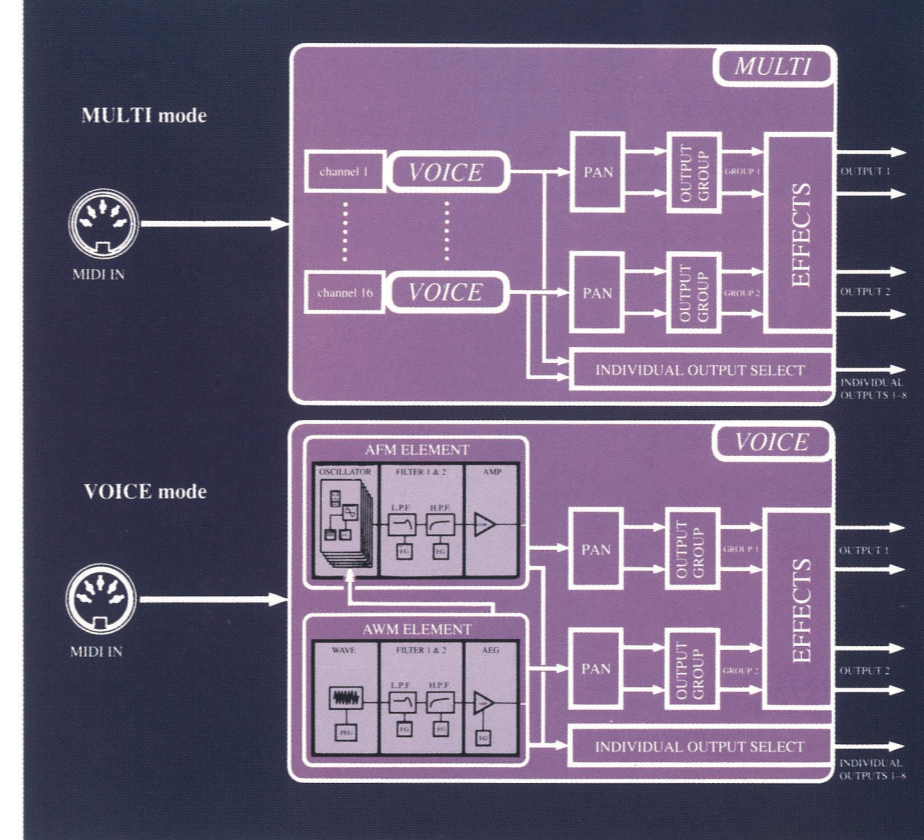 MULTI
MULTI mode
channel 1
VOICE
PAN
OUTPUT GROUP
GROUP 1
EFFECTS
OUTPUT 1
MIDI IN
channel 16
VOICE
PAN
OUTPUT GROUP
GROUP 2
OUTPUT 2
INDIVIDUAL OUTPUT SELECT
INDIVIDUAL
OUTPUTS 1-8
VOICE
VOICE mode
AFM ELEMENT
OSCILLATOR
FILTER 1 & 2
AMP
L.P.F.
H.P.F.
EG
EG
PAN
OUTPUT GROUP
GROUP 1
EFFECTS
OUTPUT 1
MIDI IN
AWM ELEMENT
WAVE
FILTER 1 & 2
AEG
L.P.F.
H.P.F.
PEG
EG
EG
EG
PAN
OUTPUT GROUP
GROUP 2
OUTPUT 2
INDIVIDUAL OUTPUT SELECT
INDIVIDUAL
OUTPUTS 1-8